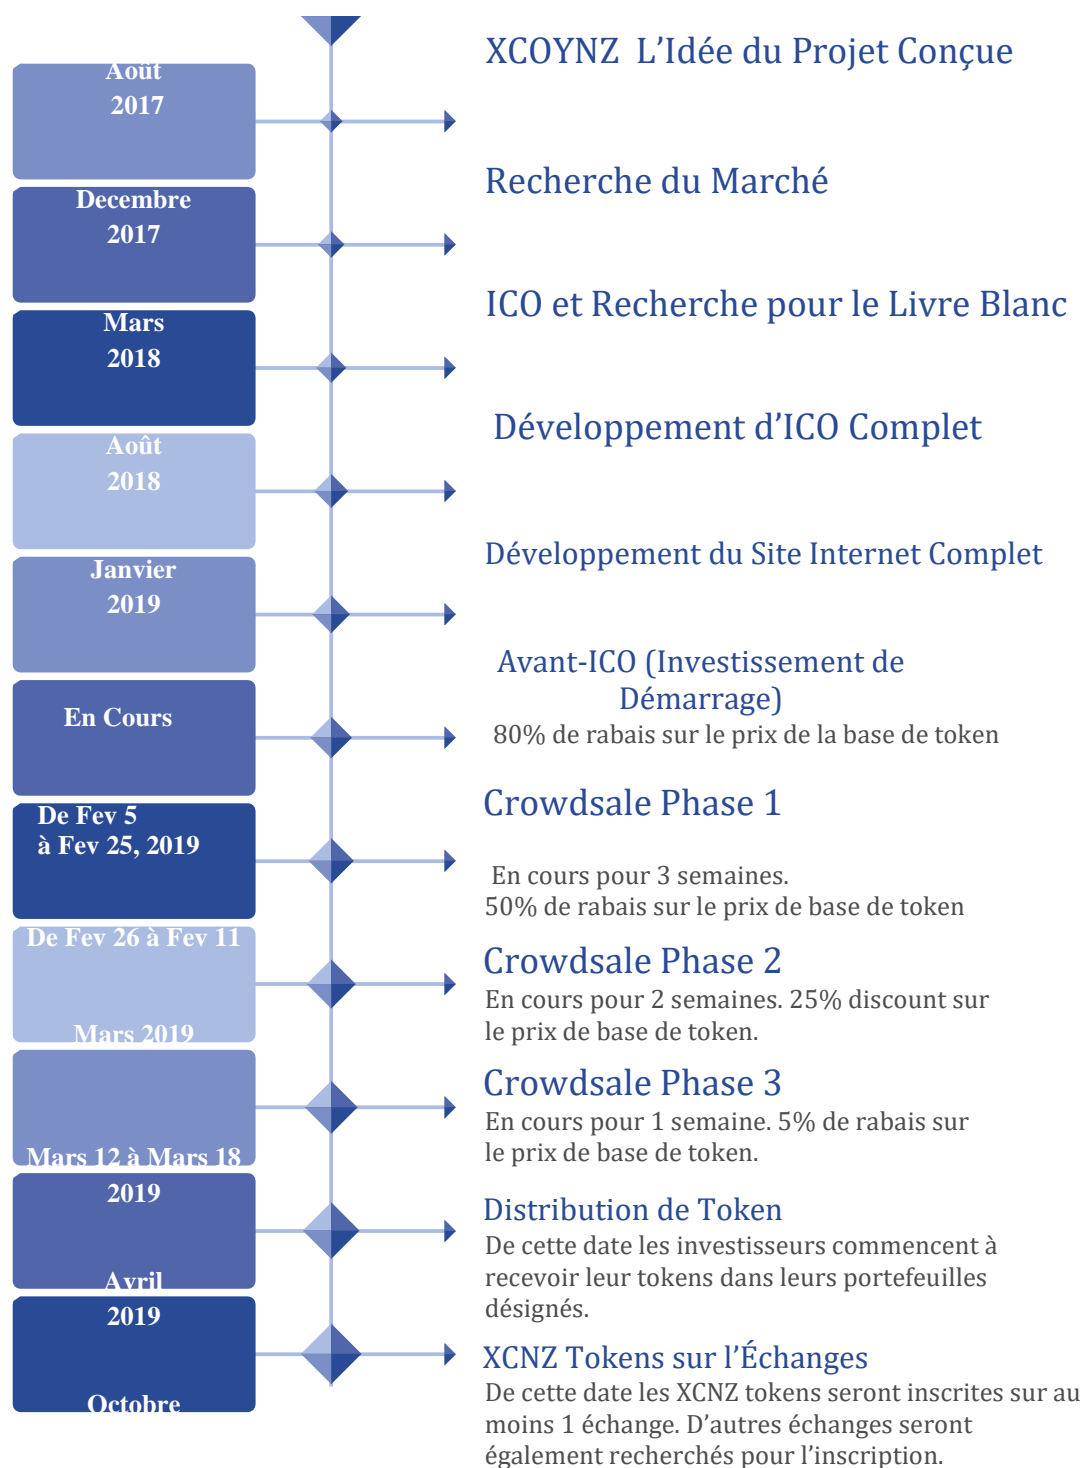 XCOYNZ L’Idée du Projet Conçue
Août
2017
Recherche du Marché
Decembre
2017
ICO et Recherche pour le Livre Blanc
Mars
2018
Développement d’ICO Complet
Août
2018
Développement du Site Internet Complet
Janvier
2019
Avant-ICO (Investissement de
Démarrage)
80% de rabais sur le prix de la base de token
En Cours
Crowdsale Phase 1
De Fev 5
à Fev 25, 2019
En cours pour 3 semaines.
50% de rabais sur le prix de base de token
De Fev 26 à Fev 11
Mars 2019
Crowdsale Phase 2
En cours pour 2 semaines. 25% discount sur
le prix de base de token.
Crowdsale Phase 3
En cours pour 1 semaine. 5% de rabais sur
le prix de base de token.
Mars 12 à Mars 18
2019
Distribution de Token
De cette date les investisseurs commencent à
recevoir leur tokens dans leurs portefeuilles
désignés.
Avril
2019
XCNZ Tokens sur l’Échanges
De cette date les XCNZ tokens seront inscrites sur au
moins 1 échange. D’autres échanges seront
également recherchés pour l’inscription.
Octobre